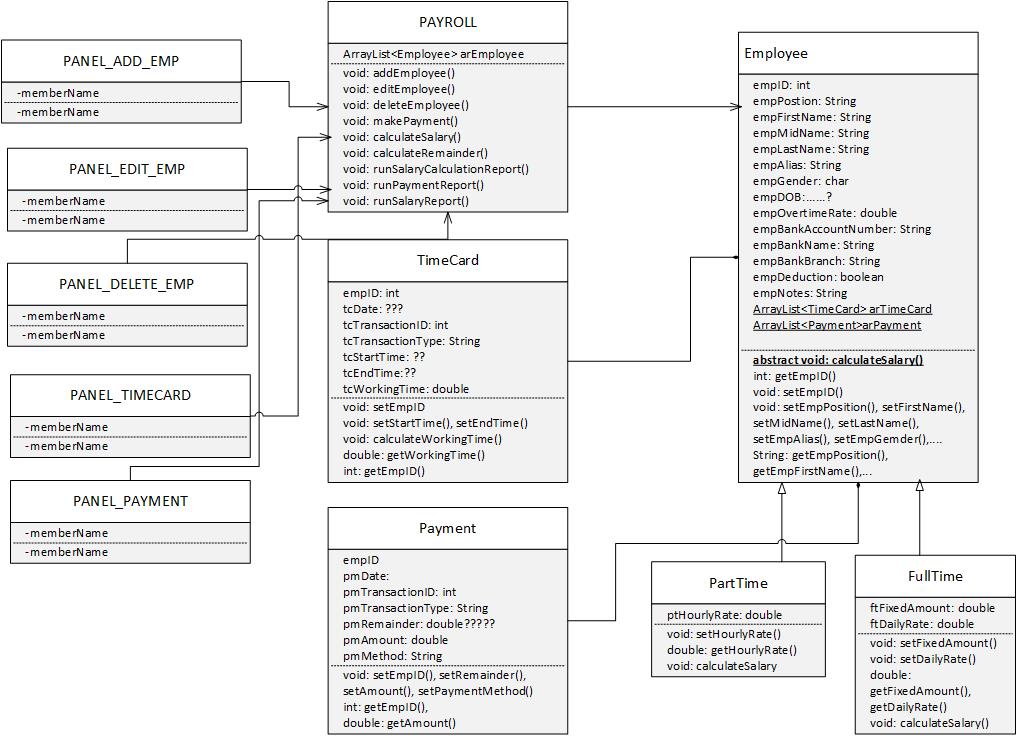 PAYROLL
ArrayList<Employee> arEmployee
void: addEmployee()
void: editEmployee()
void: deleteEmployee()
void: makePayment()
void: calculateSalary()
void: calculateRemainder()
void: runSalaryCalculationReport()
void: runPaymentReport()
void: runSalaryReport()
PANEL_ADD_EMP
-memberName
-memberName
PANEL_EDIT_EMP
-memberName
-memberName
PANEL_DELETE_EMP
-memberName
-memberName
PANEL_TIMECARD
-memberName
-memberName
PANEL_PAYMENT
-memberName
-memberName
TimeCard
empID: int
tcDate: ???
tcTransactionID: int
tcTransactionType: String
tcStartTime: ??
tcEndTime:??
tcWorkingTime: double
void: setEmpID
void: setStartTime(), setEndTime()
void: calculateWorkingTime()
double: getWorkingTime()
int: getEmpID()
Payment
empID
pmDate:
pmTransactionID: int
pmTransactionType: String
pmRemainder: double?????
pmAmount: double
pmMethod: String
void: setEmpID(), setRemainder(),
setAmount(), setPaymentMethod()
int: getEmpID(),
double: getAmount()
Employee
empID: int
empPostion: String
empFirstName: String
empMidName: String
empLastName: String
empAlias: String
empGender: char
empDOB:......?
empOvertimeRate: double
empBankAccountNumber: String
empBankName: String
empBankBranch: String
empDeduction: boolean
empNotes: String
ArrayList<TimeCard> arTimeCard
ArrayList<Payment>arPayment
abstract void: calculateSalary()
int: getEmpID()
void: setEmpID()
void: setEmpPosition(), setFirstName(),
setMidName(), setLastName(),
setEmpAlias(), setEmpGender(),....
String: getEmpPosition(),
getEmpFirstName(),...
PartTime
ptHourlyRate: double
void: setHourlyRate()
double: getHourlyRate()
void: calculateSalary
FullTime
ftFixedAmount: double
ftDailyRate: double
void: setFixedAmount()
void: setDailyRate()
double:
getFixedAmount(),
getDailyRate()
void: calculateSalary()